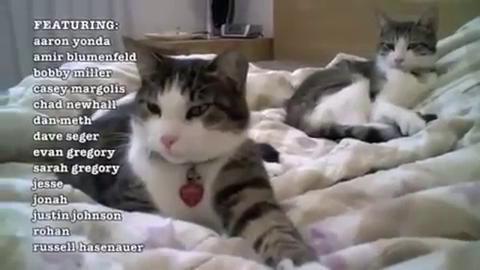 FEATURING:
aaron yonda
amir blumenfeld
bobby miller
casey margolis
chad newhall
dan meth
dave seger
evan gregory
sarah gregory
jesse
jonah
justin johnson
rohan
russell hasenauer